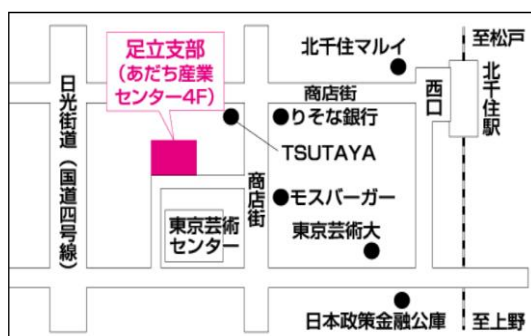 足立支部
(あだち産業
センター4F)
北千住マルイ
至松戸
北千住駅
西口
商店街
りそな銀行
TSUTAYA
日光街道(国道四号線)
商店街
モスバーガー
東京芸術
センター
東京芸術大
日本政策金融公庫
至上野